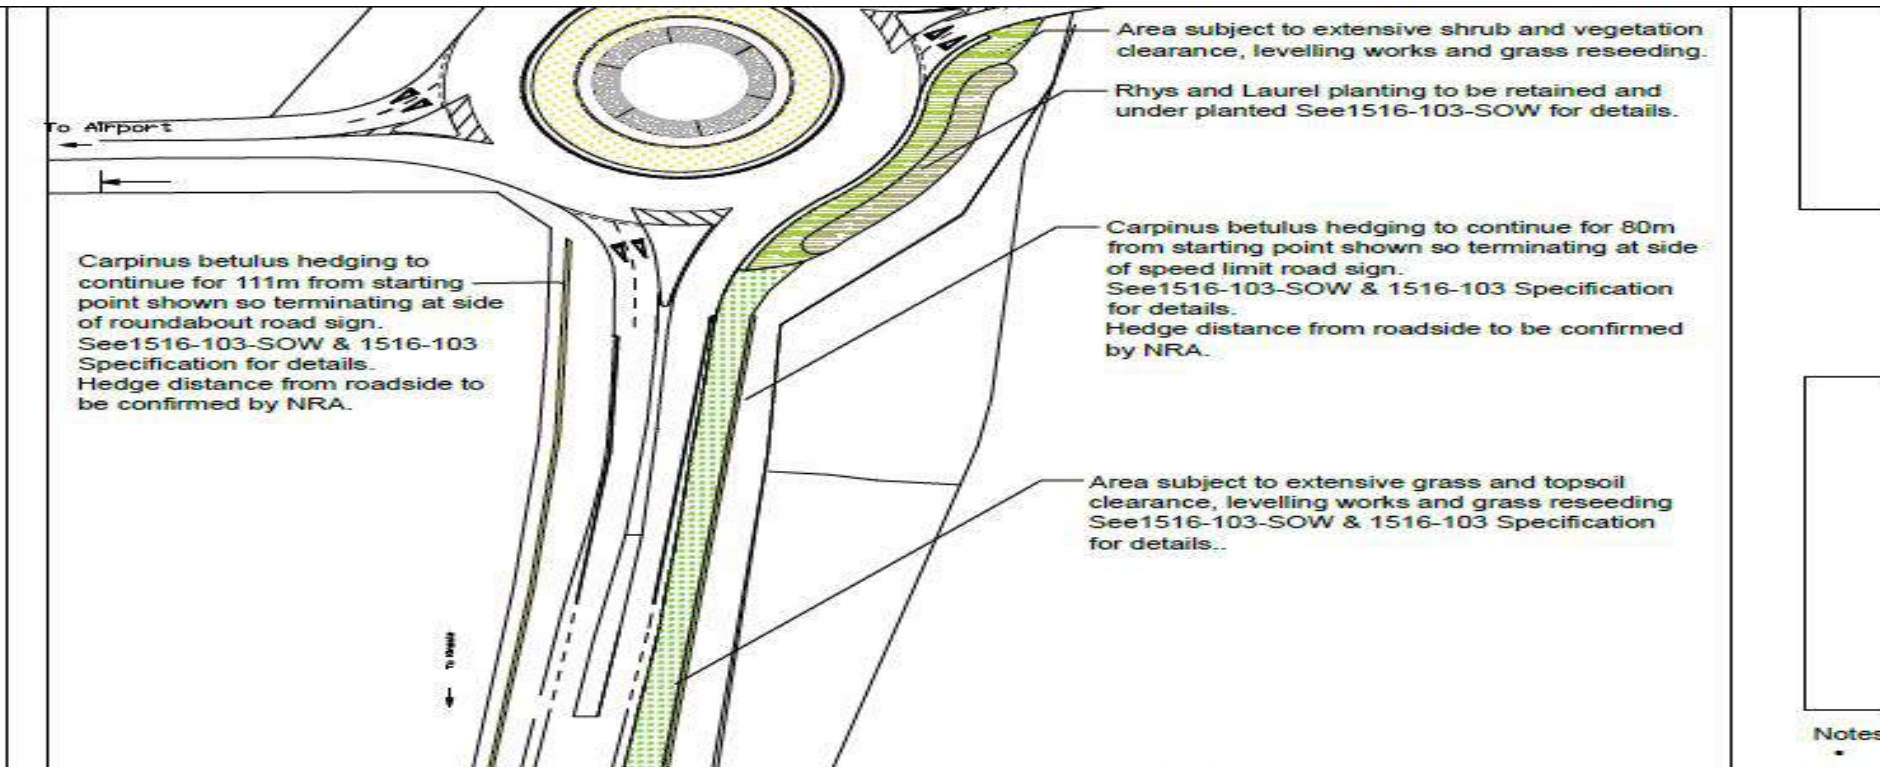 Area subject to extensive shrub and vegetation
clearance, levelling works and grass reseeding.
Rhys and Laurel planting to be retained and
under planted See1516-103-SOW for details.
To Airport
Carpinus betulus hedging to continue for 80m
from starting point shown so terminating at side
of speed limit road sign.
See1516-103-SOW & 1516-103 Specification
for details.
Hedge distance from roadside to be confirmed
by NRA.
Carpinus betulus hedging to
continue for 111m from starting
point shown so terminating at side
of roundabout road sign.
See1516-103-SOW & 1516-103
Specification for details.
Hedge distance from roadside to
be confirmed by NRA.
Area subject to extensive grass and topsoil
clearance, levelling works and grass reseeding
See1516-103-SOW & 1516-103 Specification
for details..
To
Notes